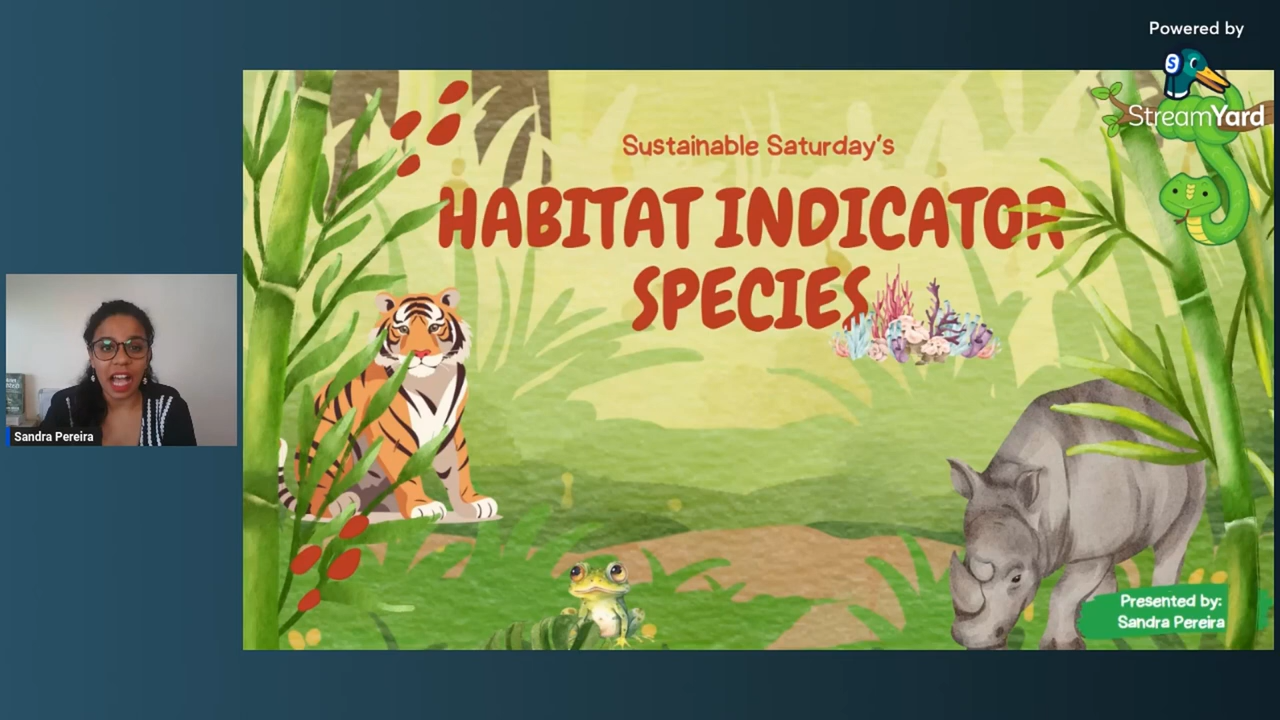 Powered by
StreamYard
Sustainable Saturday's
HABITAT INDICATOR
SPECIES
Sandra Pereira
Presented by:
Sandra Pereira